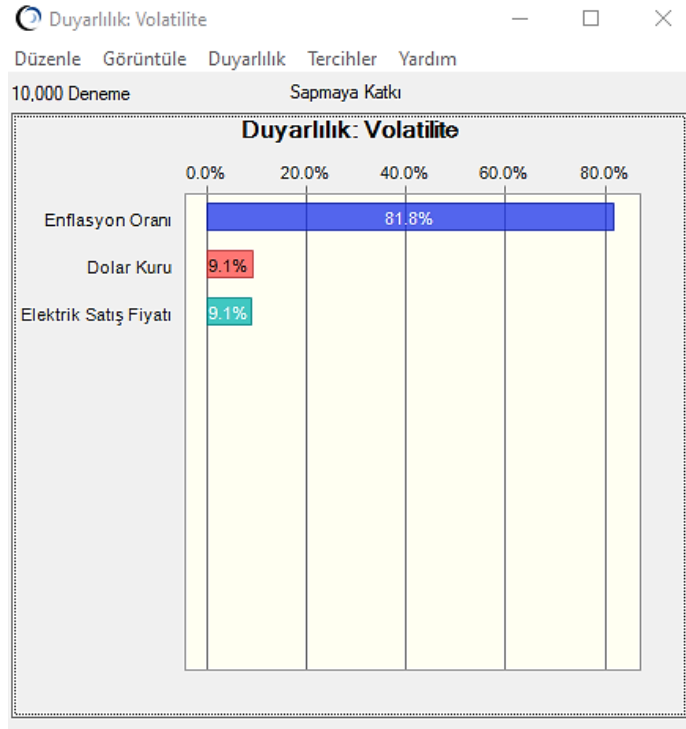 Duyarlılık: Volatilite
Düzenle Görüntüle Duyarlılık Tercihler Yardım
10,000 Deneme Sapmaya Katkı
Duyarlılık: Volatilite
0.0% 20.0% 40.0% 60.0% 80.0%
Enflasyon Oranı 81.8%
Dolar Kuru 9.1%
Elektrik Satış Fiyatı 9.1%